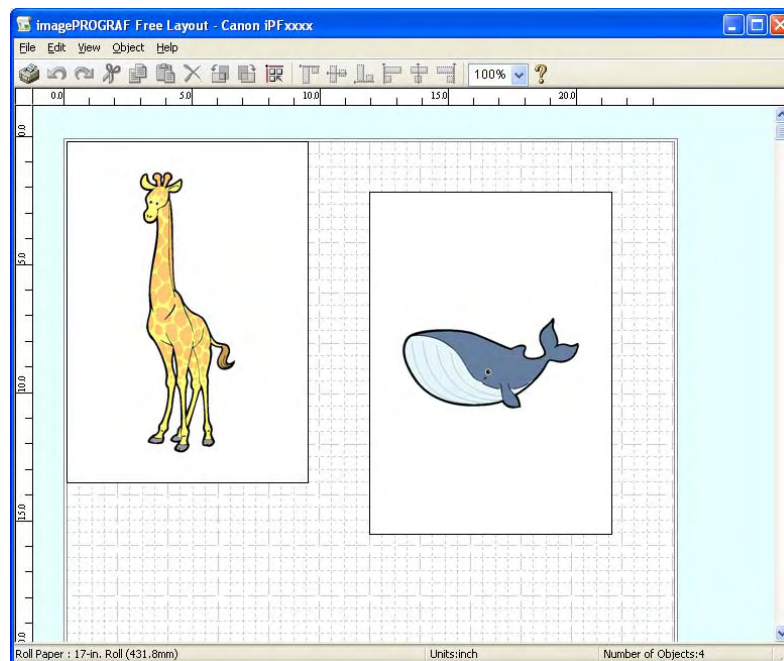 imagePROGRAF Free Layout - Canon iPFxxxx
File Edit View Object Help
100% ?
0.0 5.0 10.0 15.0 20.0
0.0
5.0
10.0
15.0
0.0
Roll Paper : 17-in. Roll (431.8mm) Units:inch Number of Objects:4